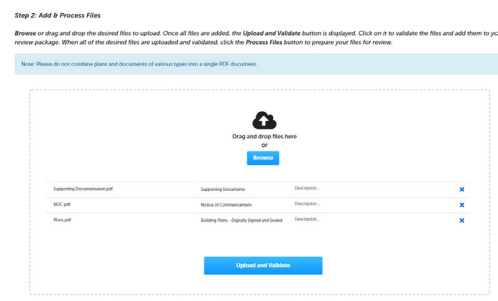 Step 2: Add & Process Files
Browse or drag and drop the desired files to upload. Once all files are added, the Upload and Validate button is displayed. Click on it to validate the files and add them to
review package. When all of the desired files are uploaded and validated, click the Process Files button to prepare your files for review.
Note: Please do not combine plans and documents of various types into a single PDF document.
Drag and drop files here
or
Browse
Supporting Documentation.pdf Supporting Documents Description...
NOC.pdf Notice of Commencement Description...
Plans.pdf Building Plans - Digitally Signed and Sealed Description...
Upload and Validate